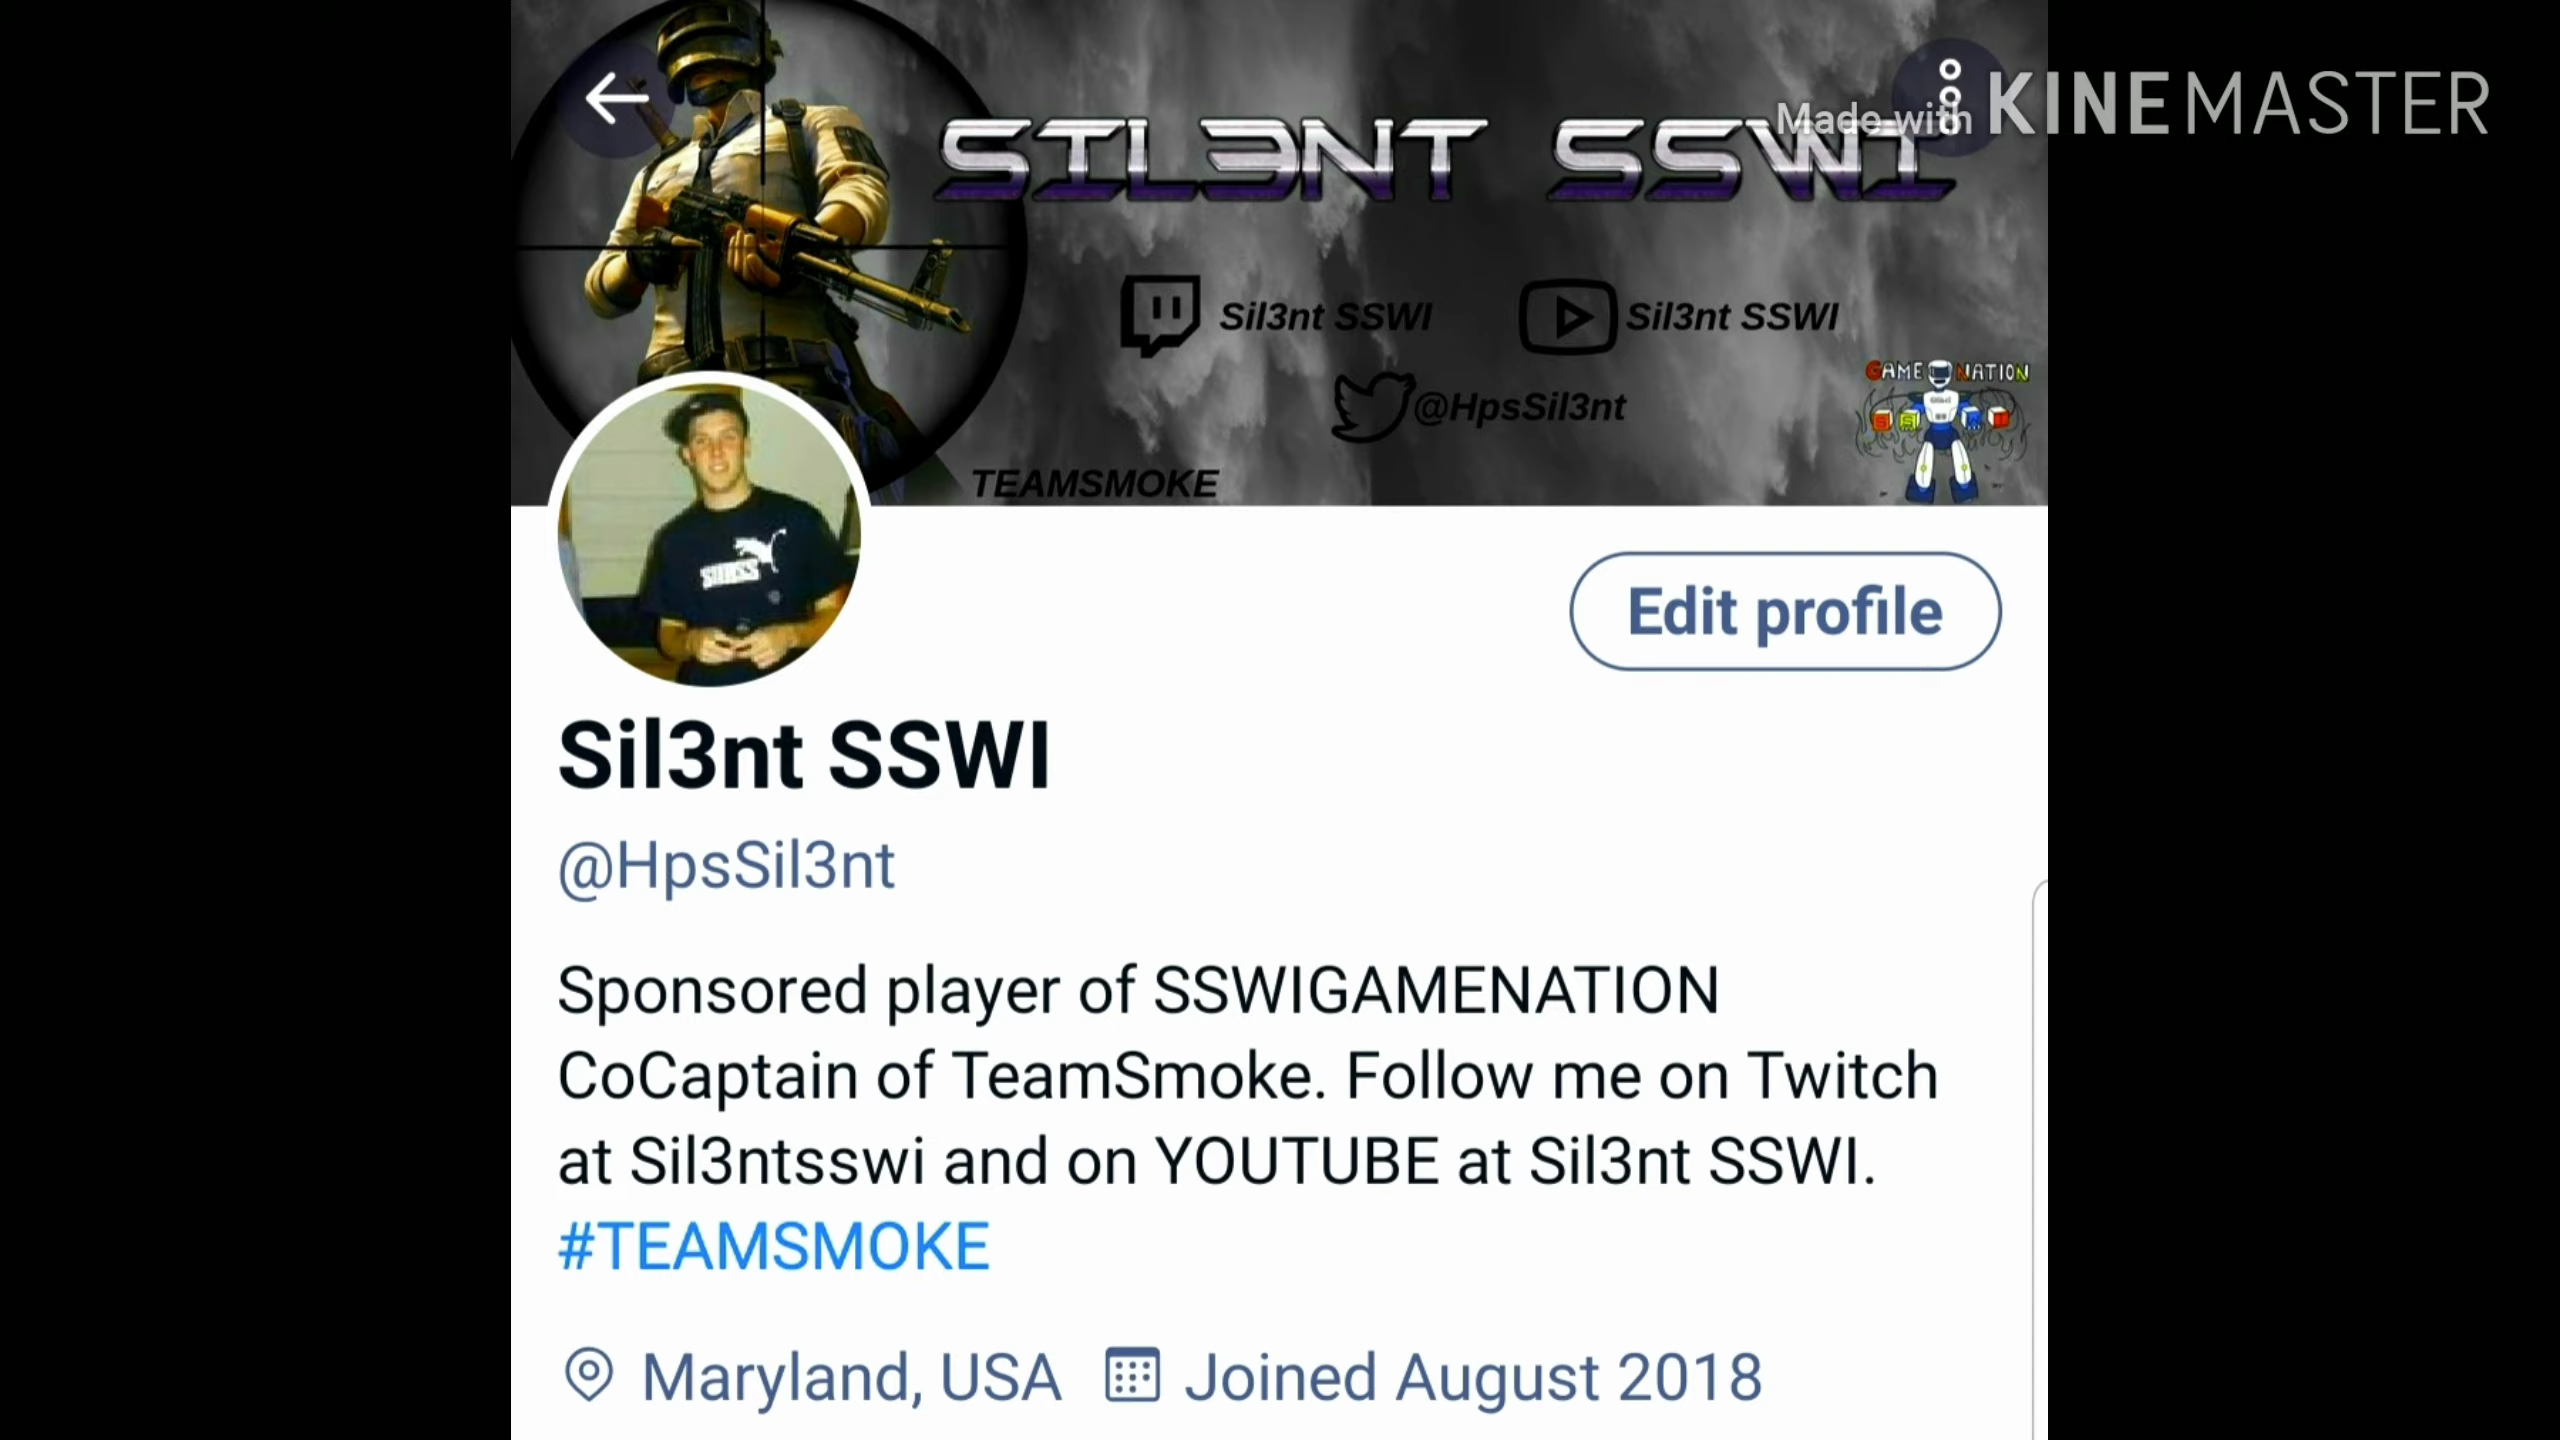 Made with KINEMASTER
SILENT SSWI
Sil3nt SSWI
Sil3nt SSWI
GAME NATION
@HpsSil3nt
TEAMSMOKE
Edit profile
Sil3nt SSWI
@HpsSil3nt
Sponsored player of SSWIGAMENATION
CoCaptain of TeamSmoke. Follow me on Twitch
at Sil3ntsswi and on YOUTUBE at Sil3nt SSWI.
#TEAMSMOKE
Maryland, USA Joined August 2018